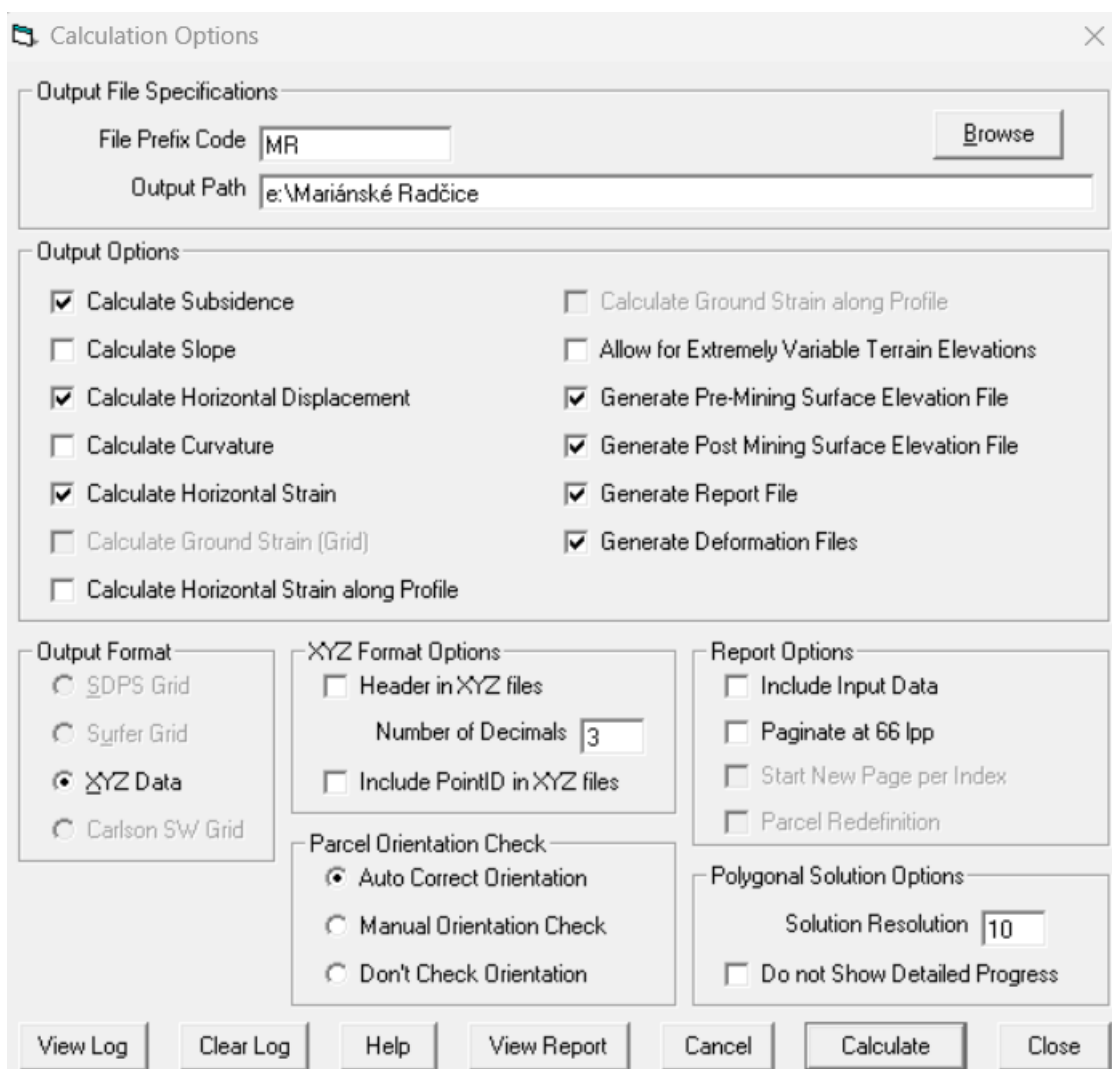 Calculation Options
Output File Specifications
File Prefix Code MR
Browse
Output Path e:\Mariánské Radčice
Output Options
Calculate Subsidence
Calculate Ground Strain along Profile
Calculate Slope
Allow for Extremely Variable Terrain Elevations
Calculate Horizontal Displacement
Generate Pre-Mining Surface Elevation File
Calculate Curvature
Generate Post Mining Surface Elevation File
Calculate Horizontal Strain
Generate Report File
Calculate Ground Strain (Grid)
Generate Deformation Files
Calculate Horizontal Strain along Profile
Output Format
SDPS Grid
Surfer Grid
XYZ Data
Carlson SW Grid
XYZ Format Options
Header in XYZ files
Number of Decimals 3
Include PointID in XYZ files
Parcel Orientation Check
Auto Correct Orientation
Manual Orientation Check
Don't Check Orientation
Report Options
Include Input Data
Paginate at 66 lpp
Start New Page per Index
Parcel Redefinition
Polygonal Solution Options
Solution Resolution 10
Do not Show Detailed Progress
View Log
Clear Log
Help
View Report
Cancel
Calculate
Close